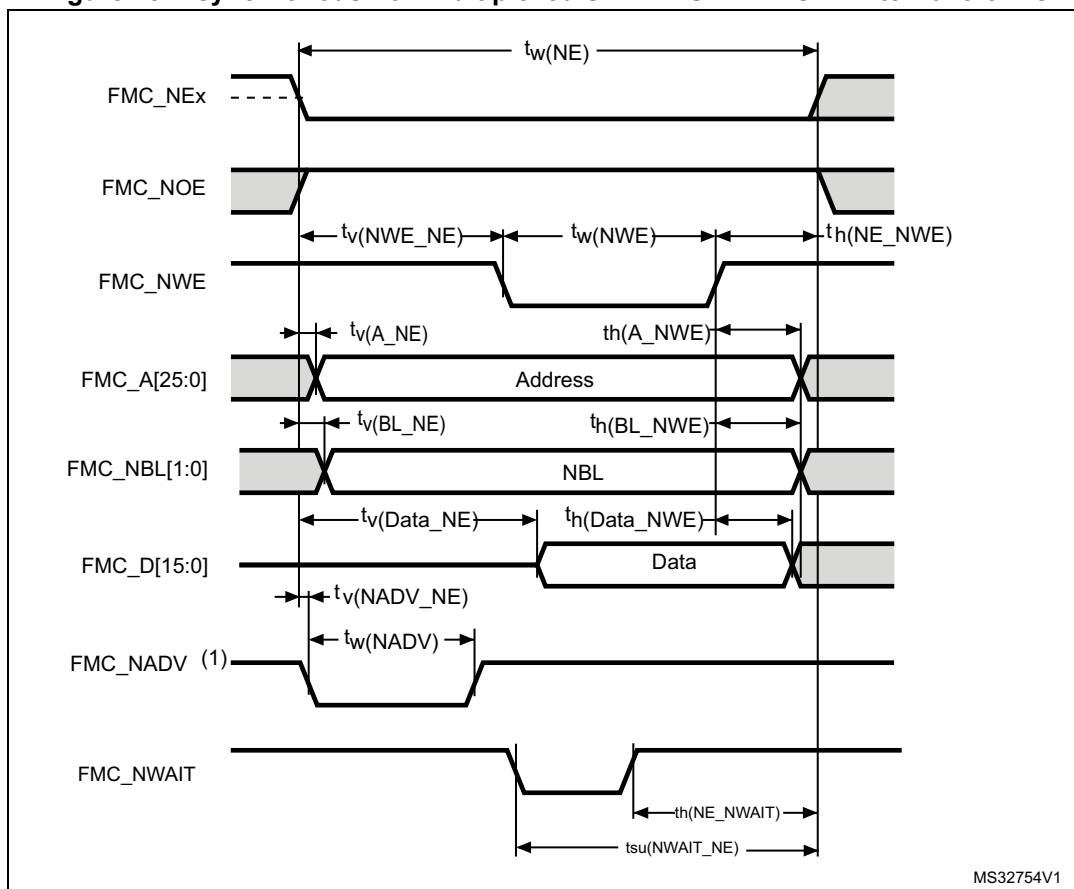 tw(NE)
FMC_NEx
FMC_NOE
tv(NWE_NE)
tw(NWE)
th(NE_NWE)
FMC_NWE
tv(A_NE)
th(A_NWE)
FMC_A[25:0]
Address
tv(BL_NE)
th(BL_NWE)
FMC_NBL[1:0]
NBL
tv(Data_NE)
th(Data_NWE)
FMC_D[15:0]
Data
tv(NADV_NE)
tw(NADV)
FMC_NADV (1)
FMC_NWAIT
th(NE_NWAIT)
tsu(NWAIT_NE)
MS32754V1